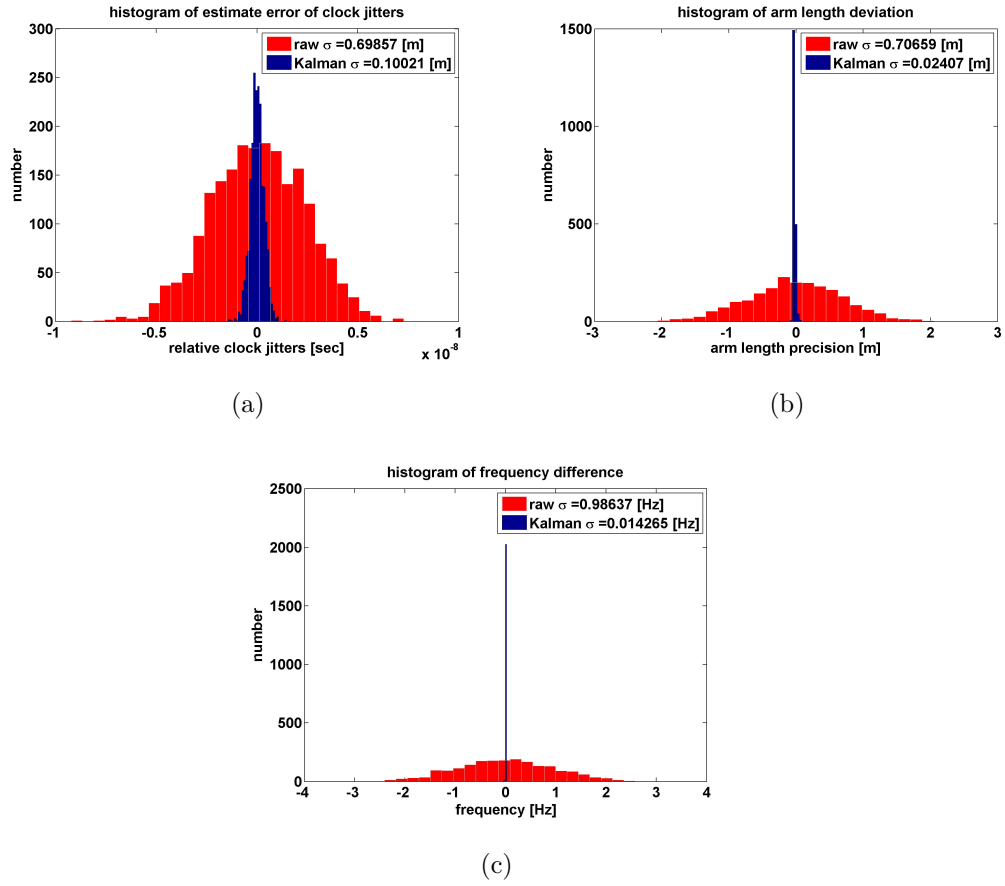 histogram of estimate error of clock jitters
300
250
200
150
100
50
0
number
raw σ =0.69857 [m]
Kalman σ =0.10021 [m]
-1
-0.5
0
0.5
1
x 10⁻⁸
relative clock jitters [sec]
(a)
histogram of arm length deviation
1500
1000
500
0
number
raw σ =0.70659 [m]
Kalman σ =0.02407 [m]
-3
-2
-1
0
1
2
3
arm length precision [m]
(b)
histogram of frequency difference
2500
2000
1500
1000
500
0
number
raw σ =0.98637 [Hz]
Kalman σ =0.014265 [Hz]
-4
-3
-2
-1
0
1
2
3
4
frequency [Hz]
(c)